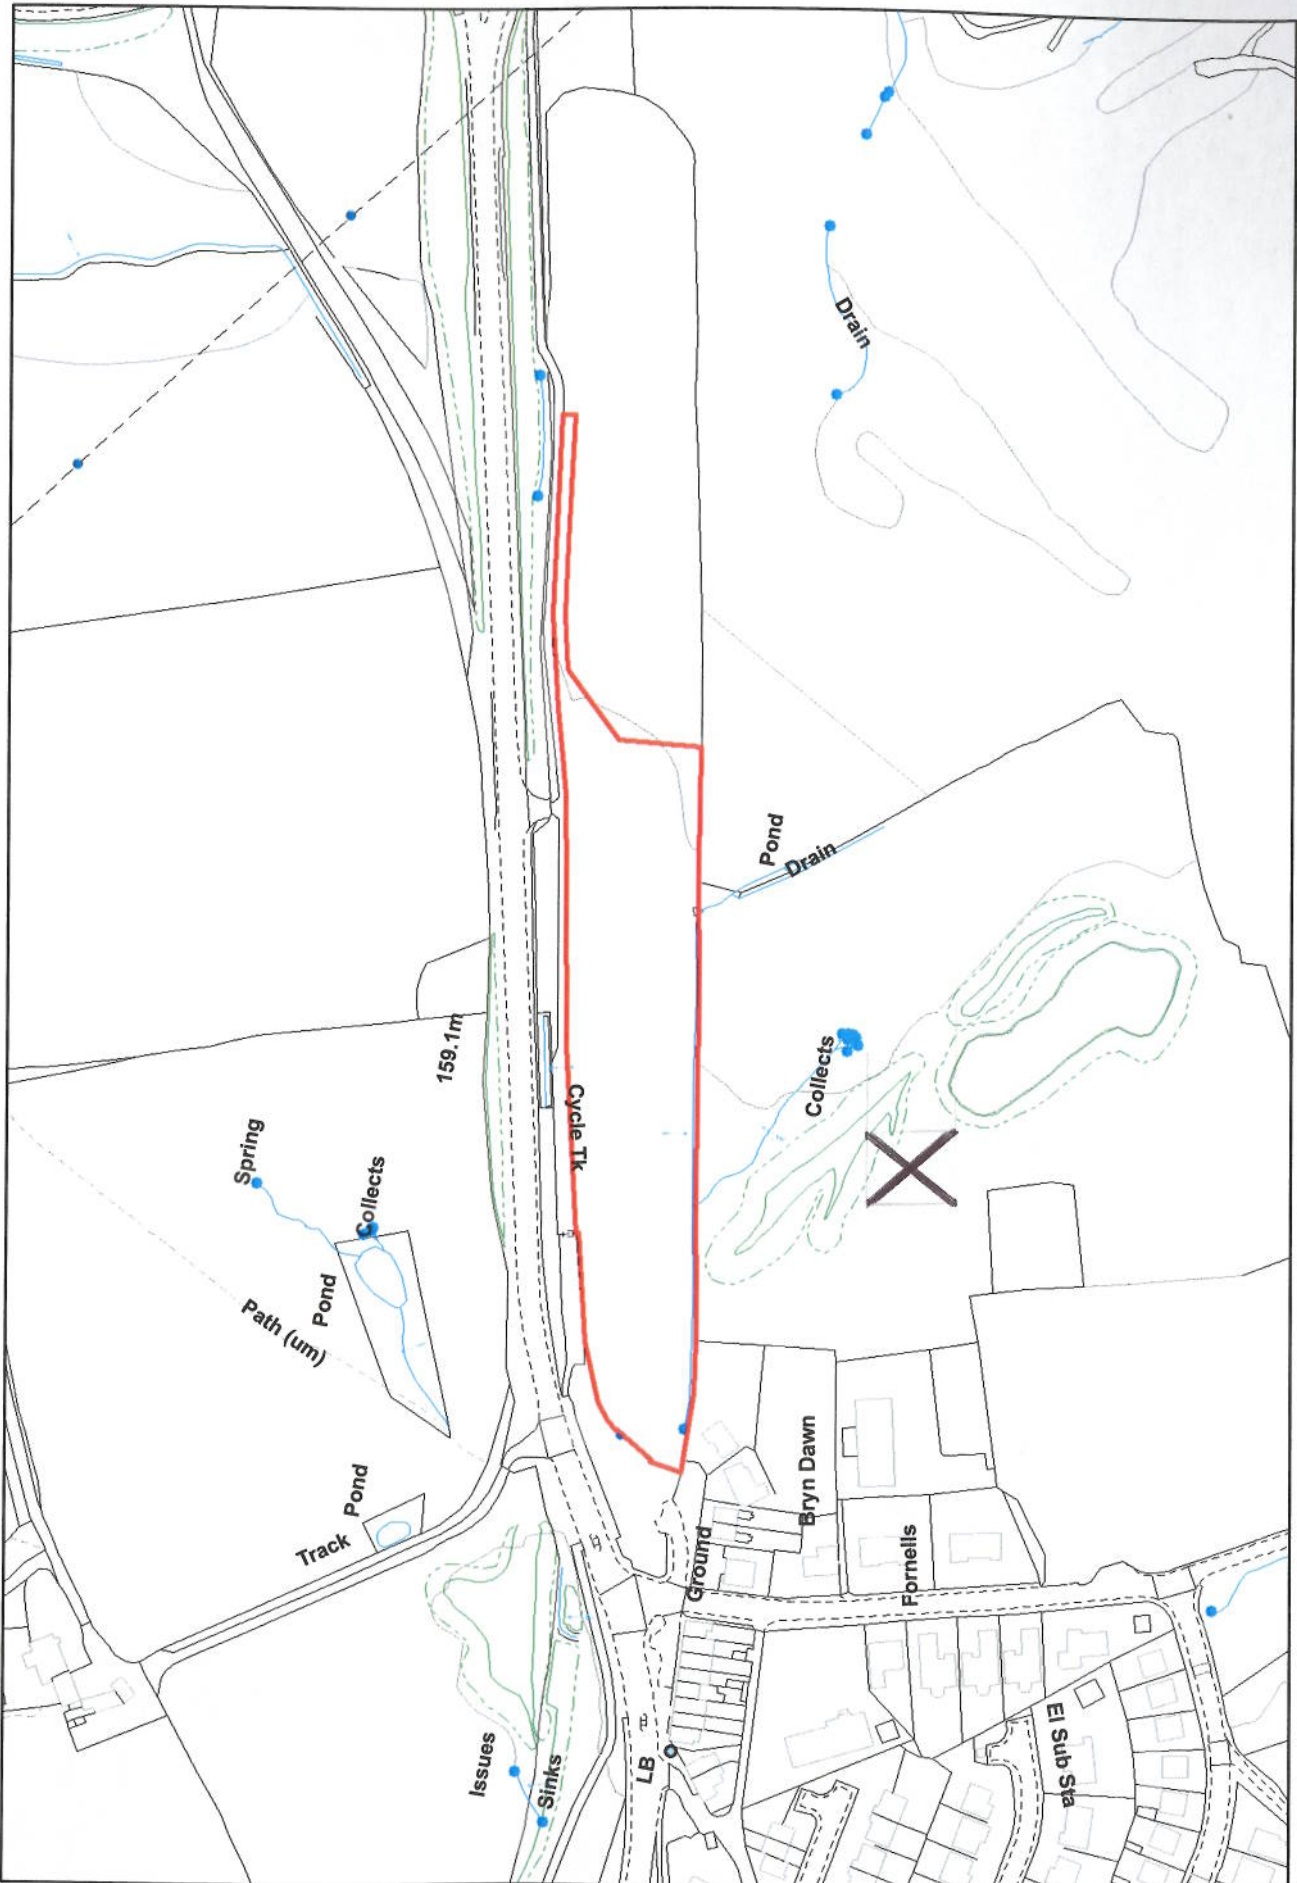 Drain
Pond
Drain
159.1m
Collects
Cycle Tk
Spring
Collects
Pond
Path (um)
Bryn Dawn
Pond
Track
Ground
Fornells
Issues
Sinks
LB
El Sub Sta